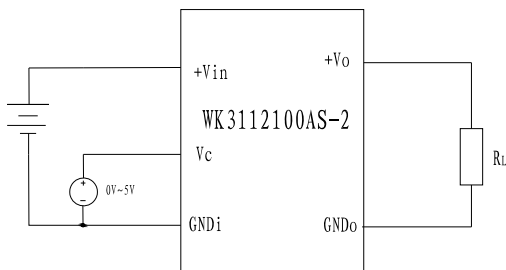 +Vin
+Vo
WK3112100AS-2
Vc
+
−
0V~5V
RL
GNDi
GNDo